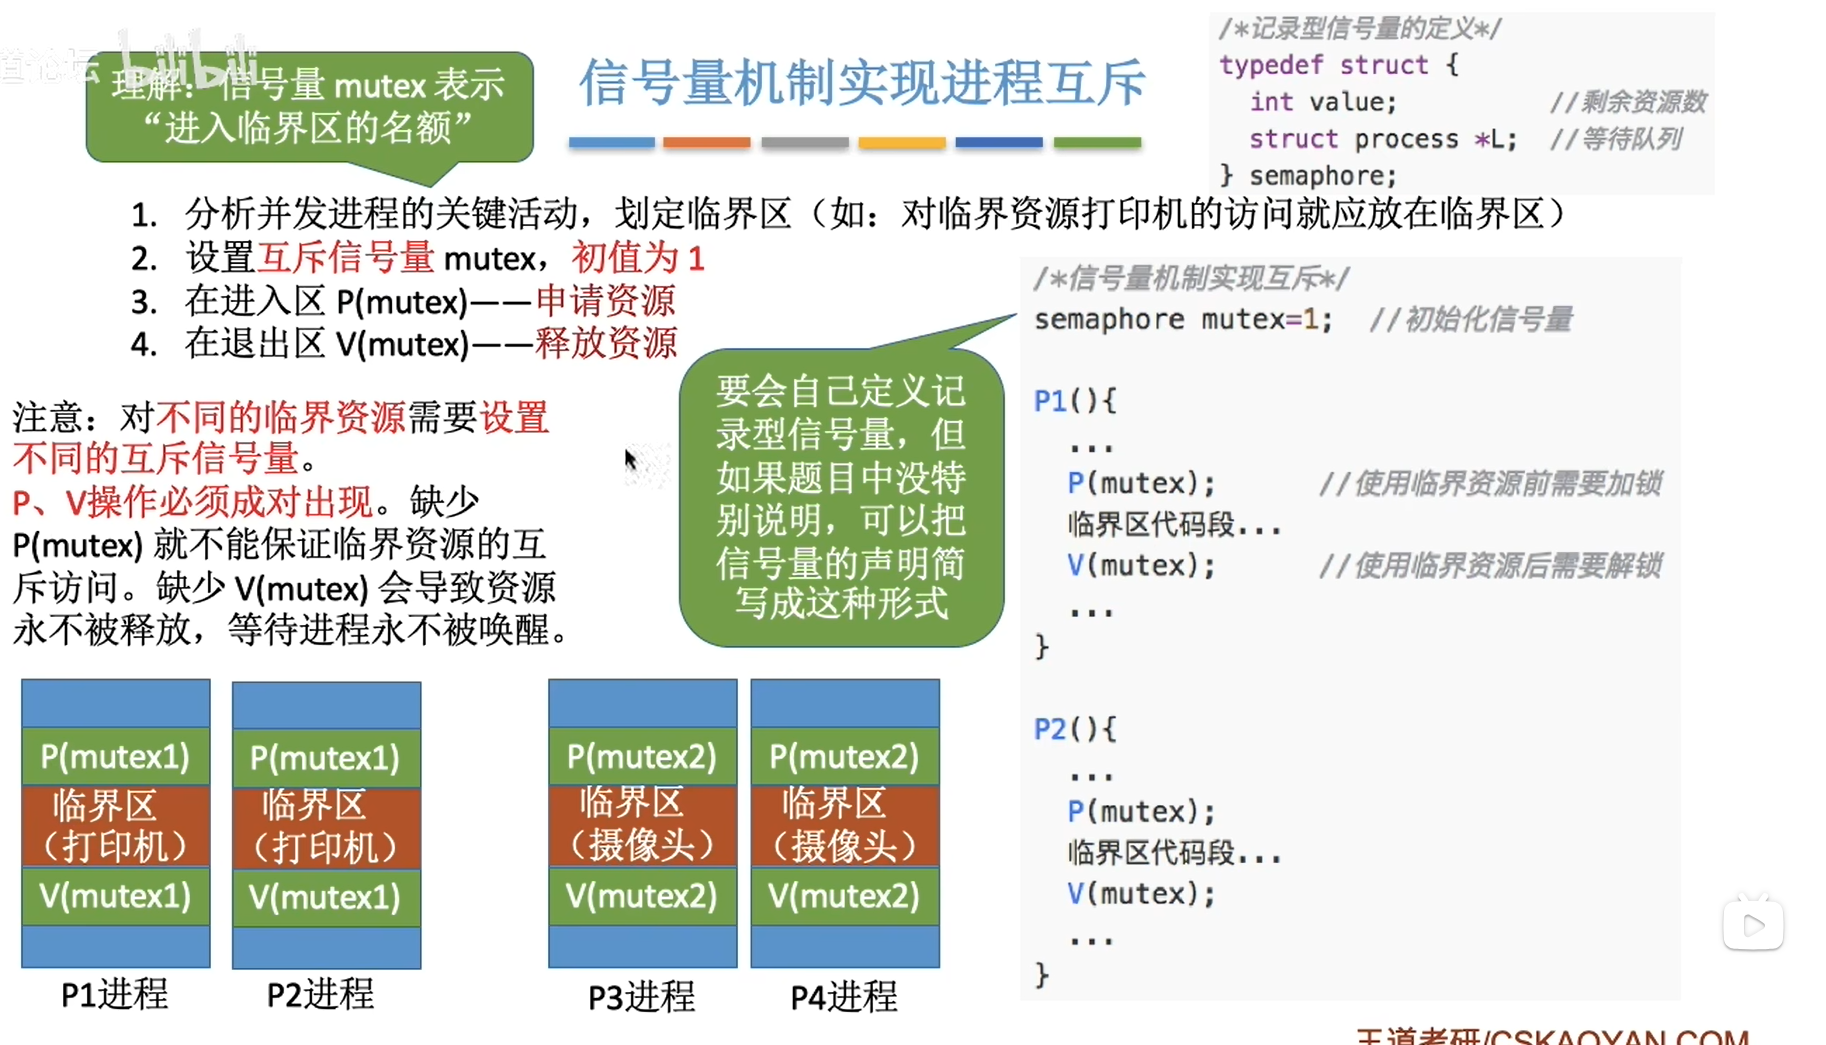 道论坛 bilibili
理解：信号量 mutex 表示
“进入临界区的名额”
信号量机制实现进程互斥
/*记录型信号量的定义*/
typedef struct {
int value; //剩余资源数
struct process *L; //等待队列
} semaphore;
1. 分析并发进程的关键活动，划定临界区（如：对临界资源打印机的访问就应放在临界区）
2. 设置互斥信号量 mutex，初值为 1
3. 在进入区 P(mutex)——申请资源
4. 在退出区 V(mutex)——释放资源
注意：对不同的临界资源需要设置
不同的互斥信号量。
P、V操作必须成对出现。缺少
P(mutex) 就不能保证临界资源的互
斥访问。缺少 V(mutex) 会导致资源
永不被释放，等待进程永不被唤醒。
要会自己定义记
录型信号量，但
如果题目中没特
别说明，可以把
信号量的声明简
写成这种形式
/*信号量机制实现互斥*/
semaphore mutex=1; //初始化信号量
P1(){
...
P(mutex); //使用临界资源前需要加锁
临界区代码段...
V(mutex); //使用临界资源后需要解锁
...
}
P2(){
...
P(mutex);
临界区代码段...
V(mutex);
...
}
P(mutex1)
临界区
（打印机）
V(mutex1)
P1进程
P(mutex1)
临界区
（打印机）
V(mutex1)
P2进程
P(mutex2)
临界区
（摄像头）
V(mutex2)
P3进程
P(mutex2)
临界区
（摄像头）
V(mutex2)
P4进程
王道考研/CSKAOYAN.COM